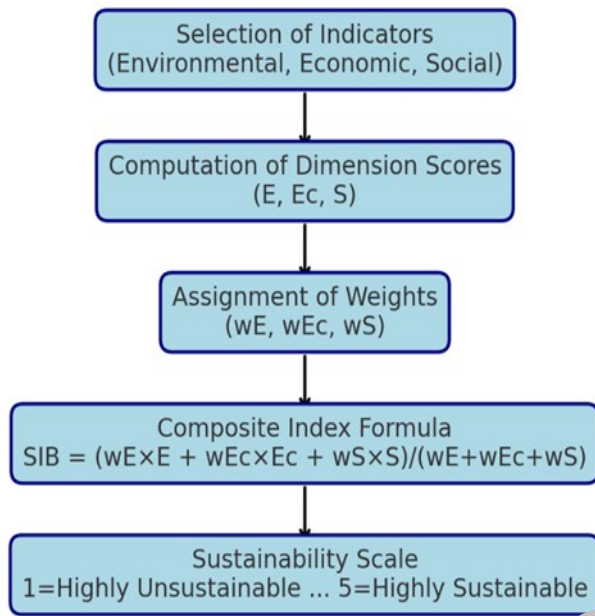 Selection of Indicators
(Environmental, Economic, Social)
Computation of Dimension Scores
(E, Ec, S)
Assignment of Weights
(wE, wEc, wS)
Composite Index Formula
SIB = (wE×E + wEc×Ec + wS×S)/(wE+wEc+wS)
Sustainability Scale
1=Highly Unsustainable ... 5=Highly Sustainable